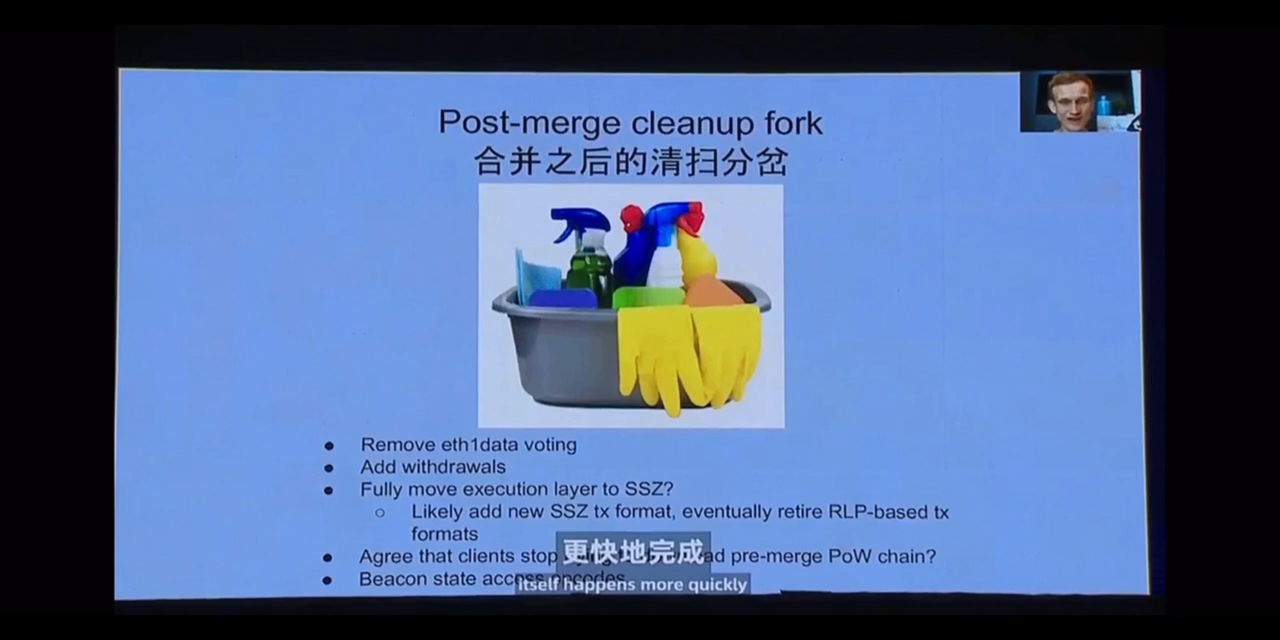 Post-merge cleanup fork
合并之后的清扫分岔
Remove eth1data voting
Add withdrawals
Fully move execution layer to SSZ?
Likely add new SSZ tx format, eventually retire RLP-based tx
formats
Agree that clients stop
pre-merge PoW chain?
更快地完成
Beacon state
itself happens more quickly